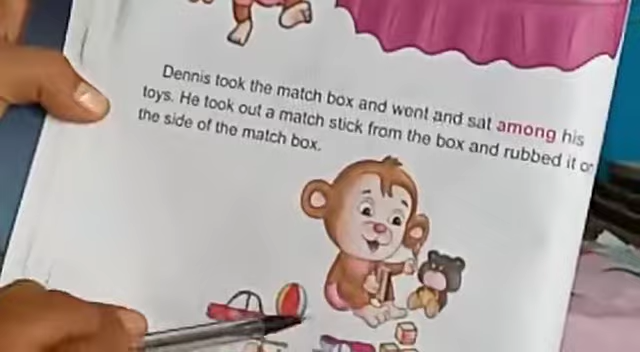 Dennis took the match box and went and sat among his
toys. He took out a match stick from the box and rubbed it on
the side of the match box.